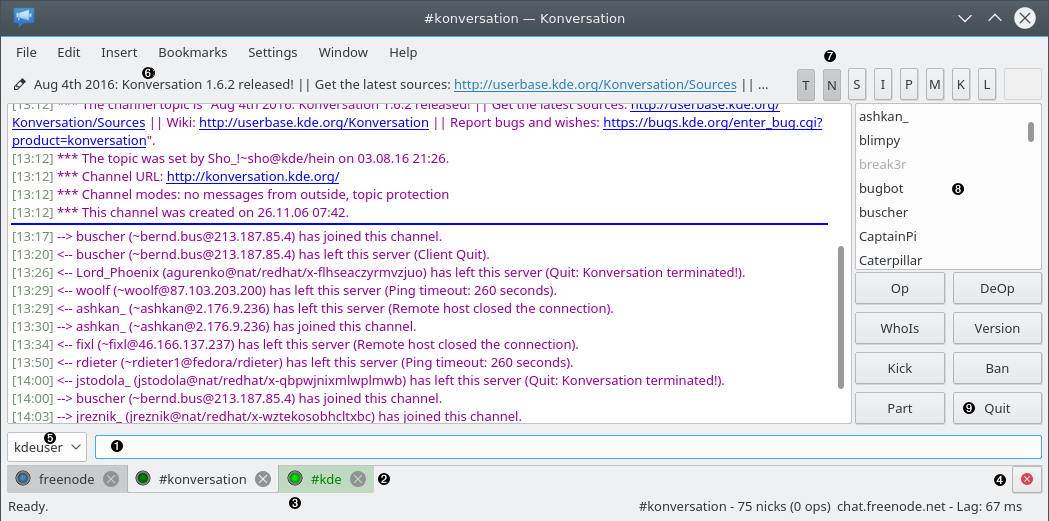 #konversation — Konversation
File Edit Insert Bookmarks Settings Window Help
Aug 4th 2016: Konversation 1.6.2 released! || Get the latest sources: http://userbase.kde.org/Konversation/Sources || ...
6
7
T N S I P M K L
[13:12] *** The channel topic is "Aug 4th 2016: Konversation 1.6.2 released! || Get the latest sources: http://userbase.kde.org/
Konversation/Sources || Wiki: http://userbase.kde.org/Konversation || Report bugs and wishes: https://bugs.kde.org/enter_bug.cgi?
product=konversation".
[13:12] *** The topic was set by Sho_!~sho@kde/hein on 03.08.16 21:26.
[13:12] *** Channel URL: http://konversation.kde.org/
[13:12] *** Channel modes: no messages from outside, topic protection
[13:12] *** This channel was created on 26.11.06 07:42.
[13:17] --> buscher (~bernd.bus@213.187.85.4) has joined this channel.
[13:20] <-- buscher (~bernd.bus@213.187.85.4) has left this server (Client Quit).
[13:26] <-- Lord_Phoenix (agurenko@nat/redhat/x-flhseaczyrmvzjuo) has left this server (Quit: Konversation terminated!).
[13:29] <-- woolf (~woolf@87.103.203.200) has left this server (Ping timeout: 260 seconds).
[13:29] <-- ashkan_ (~ashkan@2.176.9.236) has left this server (Remote host closed the connection).
[13:30] --> ashkan_ (~ashkan@2.176.9.236) has joined this channel.
[13:34] <-- fixl (~fixl@46.166.137.237) has left this server (Remote host closed the connection).
[13:50] <-- rdieter (~rdieter1@fedora/rdieter) has left this server (Ping timeout: 260 seconds).
[14:00] <-- jstodola_ (jstodola@nat/redhat/x-qbpwjnixmlwplmwb) has left this server (Quit: Konversation terminated!).
[14:00] --> buscher (~bernd.bus@213.187.85.4) has joined this channel.
[14:03] --> jreznik_ (jreznik@nat/redhat/x-wztekosobhcltxbc) has joined this channel.
ashkan_
blimpy
break3r
bugbot 8
buscher
CaptainPi
Caterpillar
Op DeOp
WhoIs Version
Kick Ban
Part 9 Quit
5
kdeuser 1
freenode #konversation #kde 2 4
3
Ready. #konversation - 75 nicks (0 ops) chat.freenode.net - Lag: 67 ms